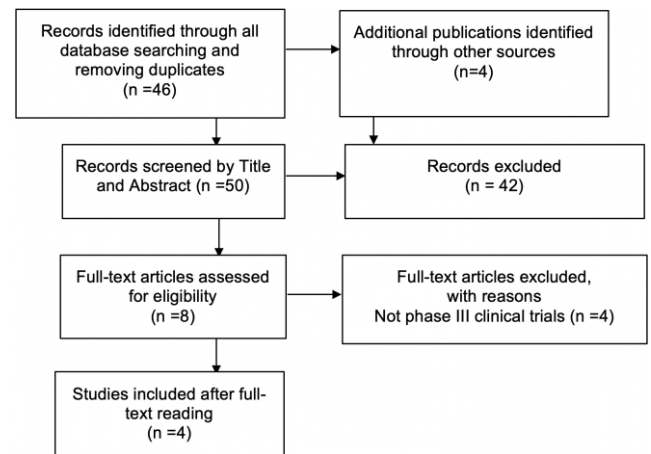 Records identified through all
database searching and
removing duplicates
(n =46)
Additional publications identified
through other sources
(n=4)
Records screened by Title
and Abstract (n =50)
Records excluded
(n = 42)
Full-text articles assessed
for eligibility
(n =8)
Full-text articles excluded,
with reasons
Not phase III clinical trials (n =4)
Studies included after full-
text reading
(n =4)